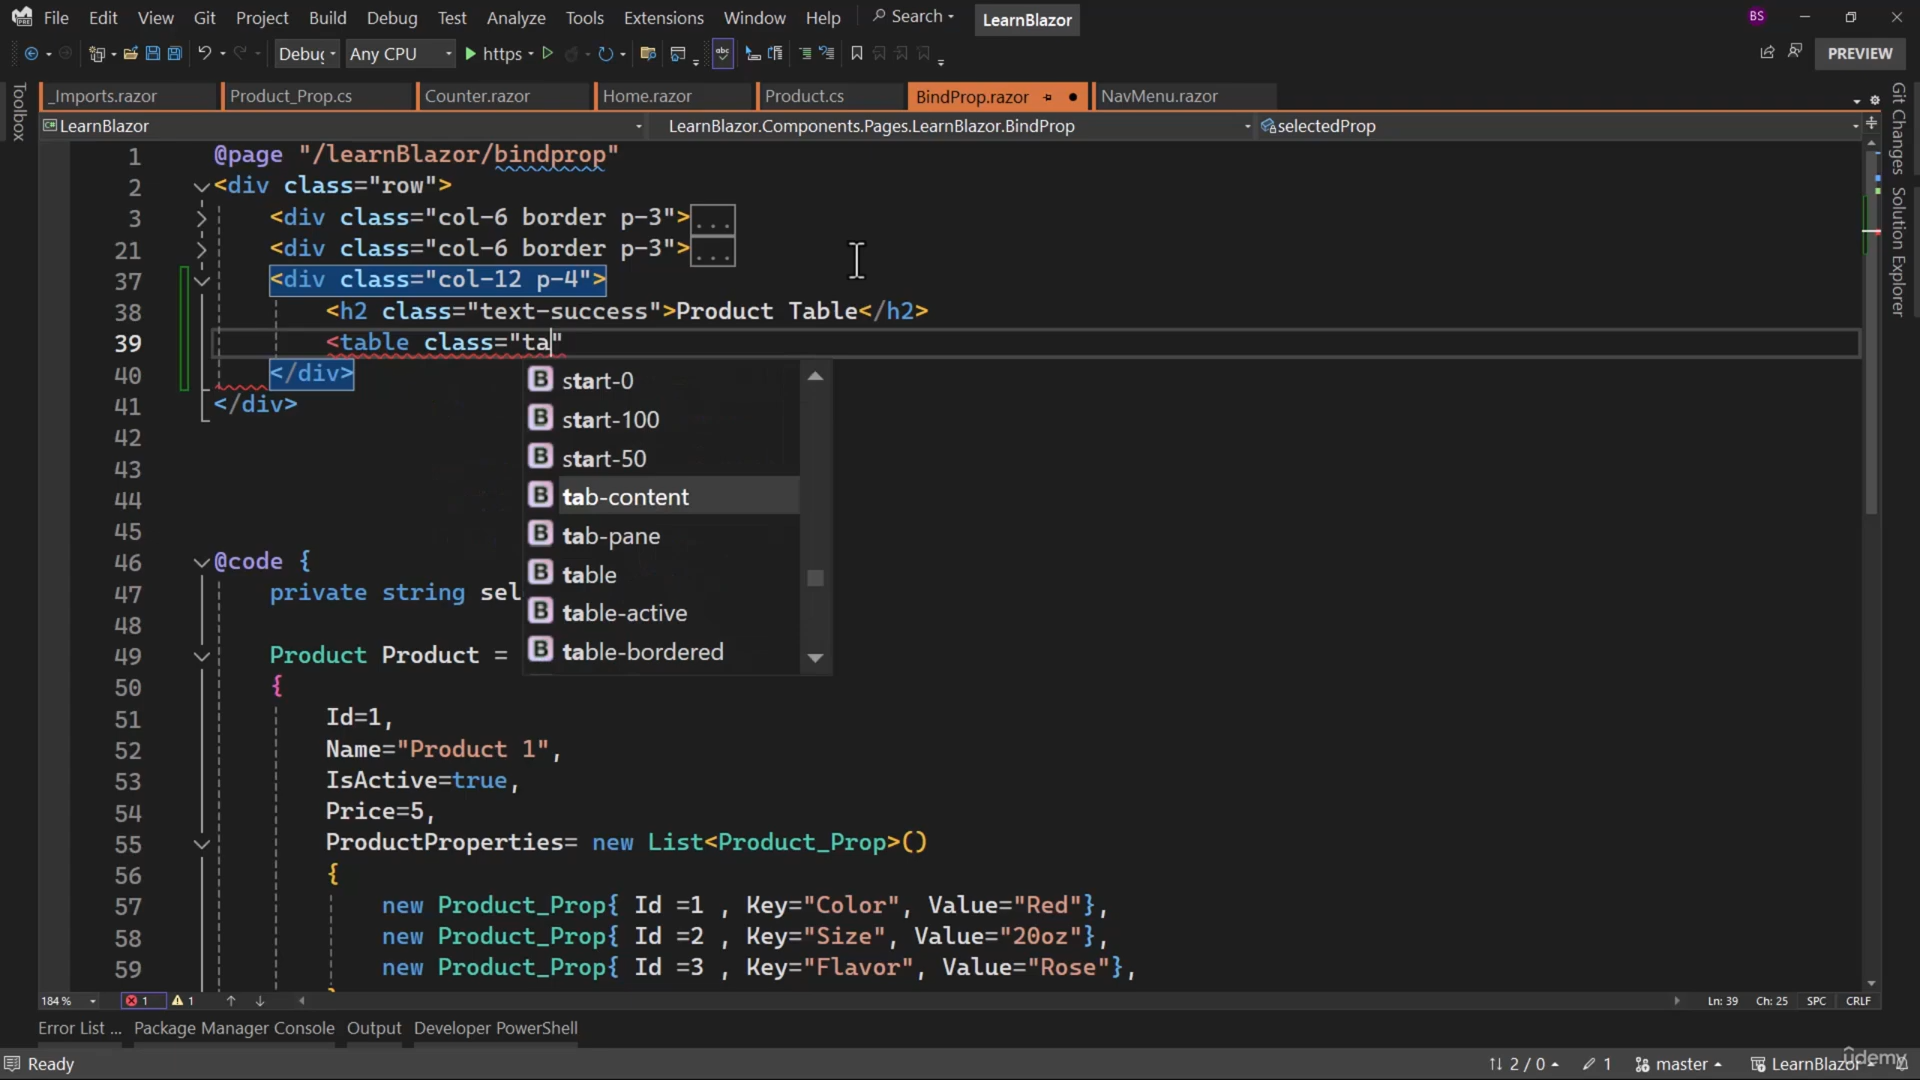 File Edit View Git Project Build Debug Test Analyze Tools Extensions Window Help Search LearnBlazor BS
Debug Any CPU https abc PREVIEW
_Imports.razor Product_Prop.cs Counter.razor Home.razor Product.cs BindProp.razor NavMenu.razor
LearnBlazor LearnBlazor.Components.Pages.LearnBlazor.BindProp selectedProp
Toolbox
Git Changes
Solution Explorer
1 @page "/learnBlazor/bindprop"
2 <div class="row">
3 <div class="col-6 border p-3">...
21 <div class="col-6 border p-3">...
37 <div class="col-12 p-4">
38 <h2 class="text-success">Product Table</h2>
39 <table class="ta"
40 </div>
41 </div>
42
43
44
45
start-0
start-100
start-50
tab-content
tab-pane
table
table-active
table-bordered
46 @code {
47 private string sel
48
49 Product Product =
50 {
51 Id=1,
52 Name="Product 1",
53 IsActive=true,
54 Price=5,
55 ProductProperties= new List<Product_Prop>()
56 {
57 new Product_Prop{ Id =1 , Key="Color", Value="Red"},
58 new Product_Prop{ Id =2 , Key="Size", Value="20oz"},
59 new Product_Prop{ Id =3 , Key="Flavor", Value="Rose"},
184 % 1 1 Ln: 39 Ch: 25 SPC CRLF
Error List ... Package Manager Console Output Developer PowerShell
Ready 2 / 0 1 master LearnBlazor
udemy